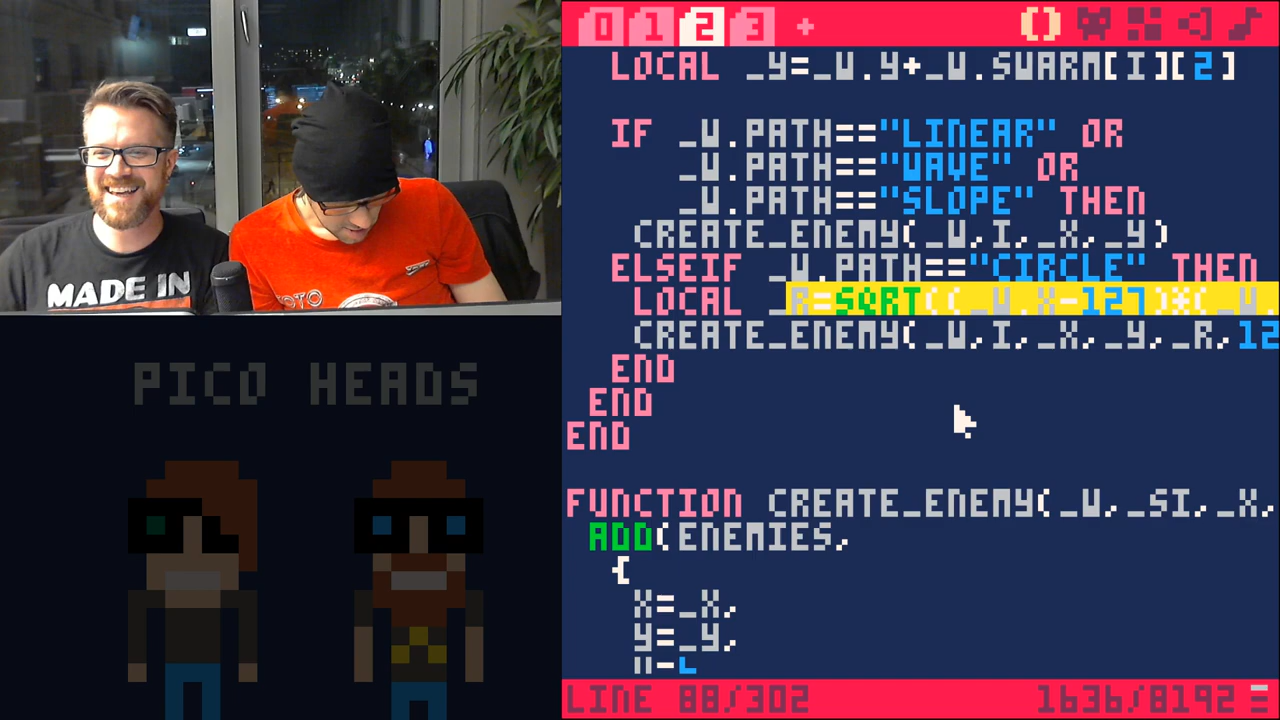 0 1 2 3 +
LOCAL _Y=_W.Y+_W.SWARM[I][2]
IF _W.PATH=="LINEAR" OR
_W.PATH=="WAVE" OR
_W.PATH=="SLOPE" THEN
CREATE_ENEMY(_W,I,_X,_Y)
ELSEIF _W.PATH=="CIRCLE" THEN
LOCAL _R=SQRT((_W.X-127)*(_W.
CREATE_ENEMY(_W,I,_X,_Y,_R,12
END
END
END
FUNCTION CREATE_ENEMY(_W,_SI,_X,
ADD(ENEMIES,
{
X=_X,
Y=_Y,
LINE 88/302
1636/8192
MADE IN
PICO HEADS